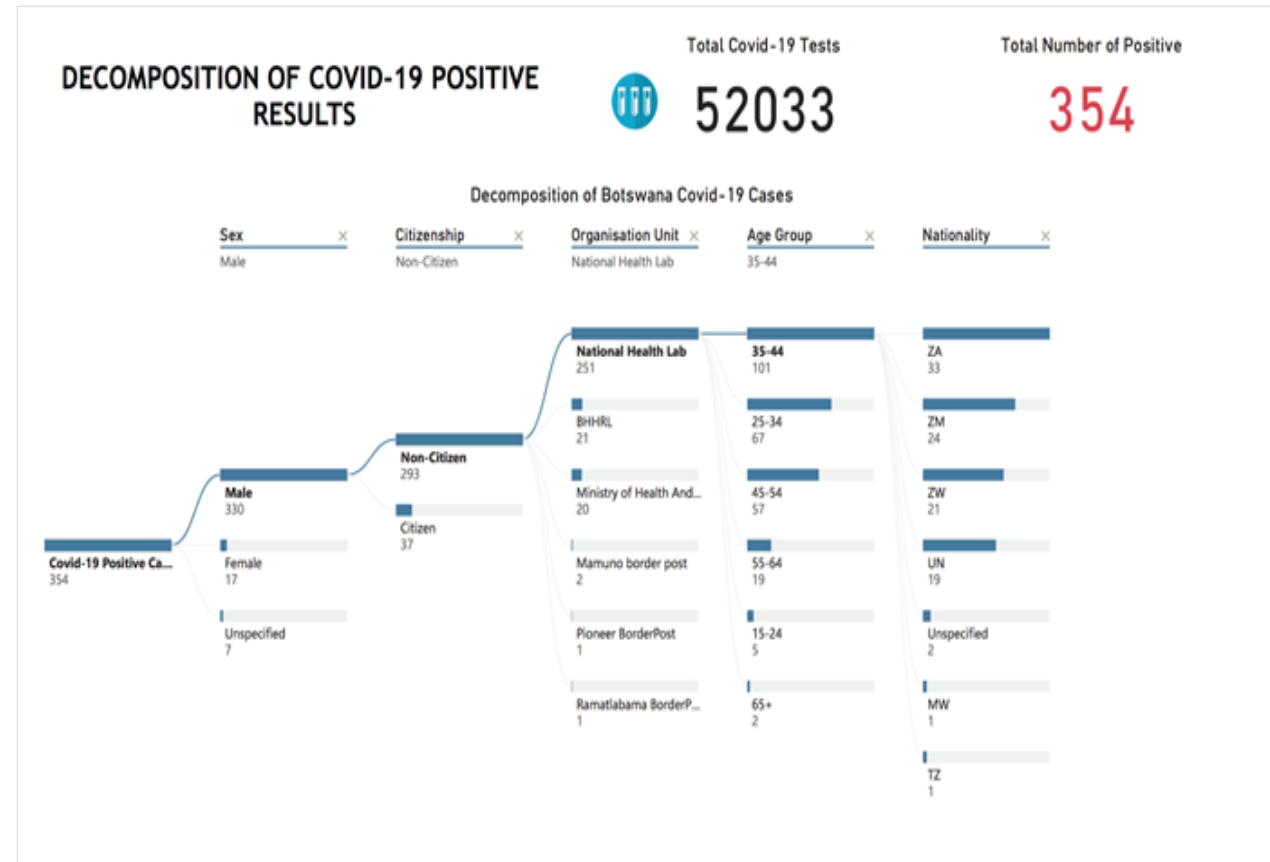 DECOMPOSITION OF COVID-19 POSITIVE
RESULTS
Total Covid-19 Tests
52033
Total Number of Positive
354
Decomposition of Botswana Covid-19 Cases
Sex ×
Male
Citizenship ×
Non-Citizen
Organisation Unit ×
National Health Lab
Age Group ×
35-44
Nationality ×
Covid-19 Positive Ca...
354
Male
330
Female
17
Unspecified
7
Non-Citizen
293
Citizen
37
National Health Lab
251
BHHRL
21
Ministry of Health And...
20
Mamuno border post
2
Pioneer BorderPost
1
Ramatlabama BorderP...
1
35-44
101
25-34
67
45-54
57
55-64
19
15-24
5
65+
2
ZA
33
ZM
24
ZW
21
UN
19
Unspecified
2
MW
1
TZ
1